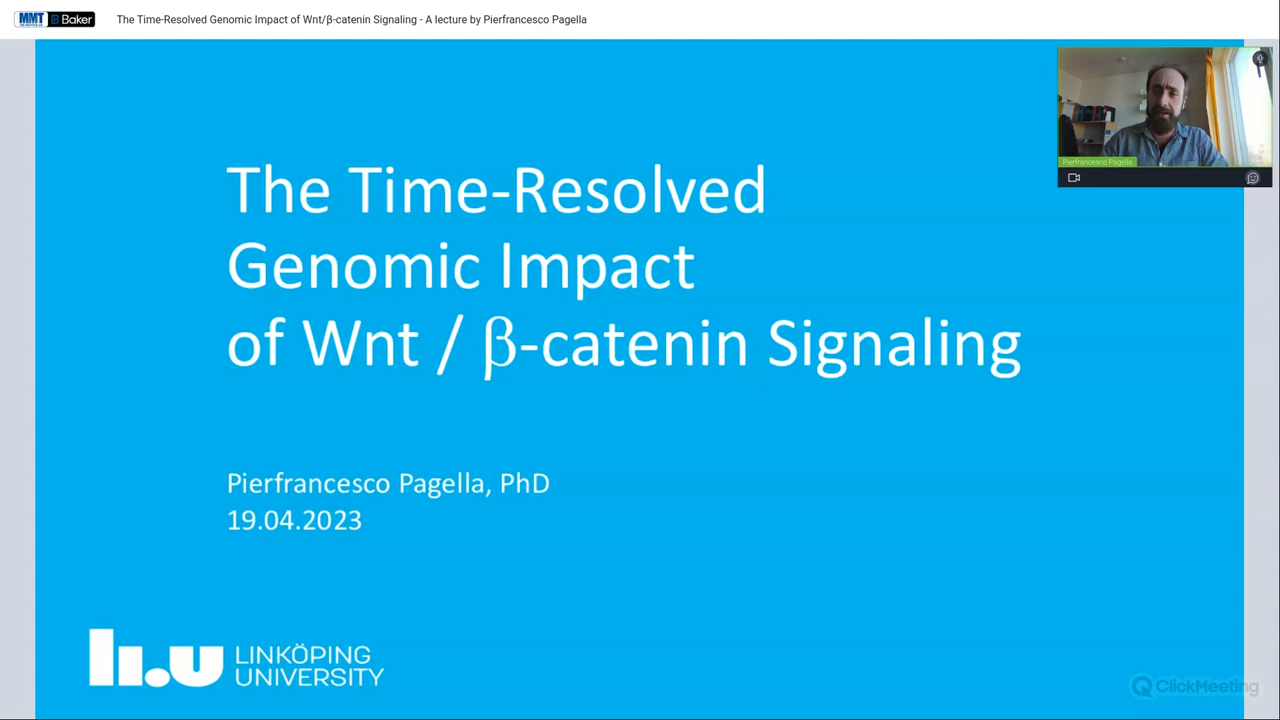 MMT Baker
The Time-Resolved Genomic Impact of Wnt/β-catenin Signaling - A lecture by Pierfrancesco Pagella
Pierfrancesco Pagella
The Time-Resolved
Genomic Impact
of Wnt / β-catenin Signaling
Pierfrancesco Pagella, PhD
19.04.2023
li.u LINKÖPING
UNIVERSITY
ClickMeeting